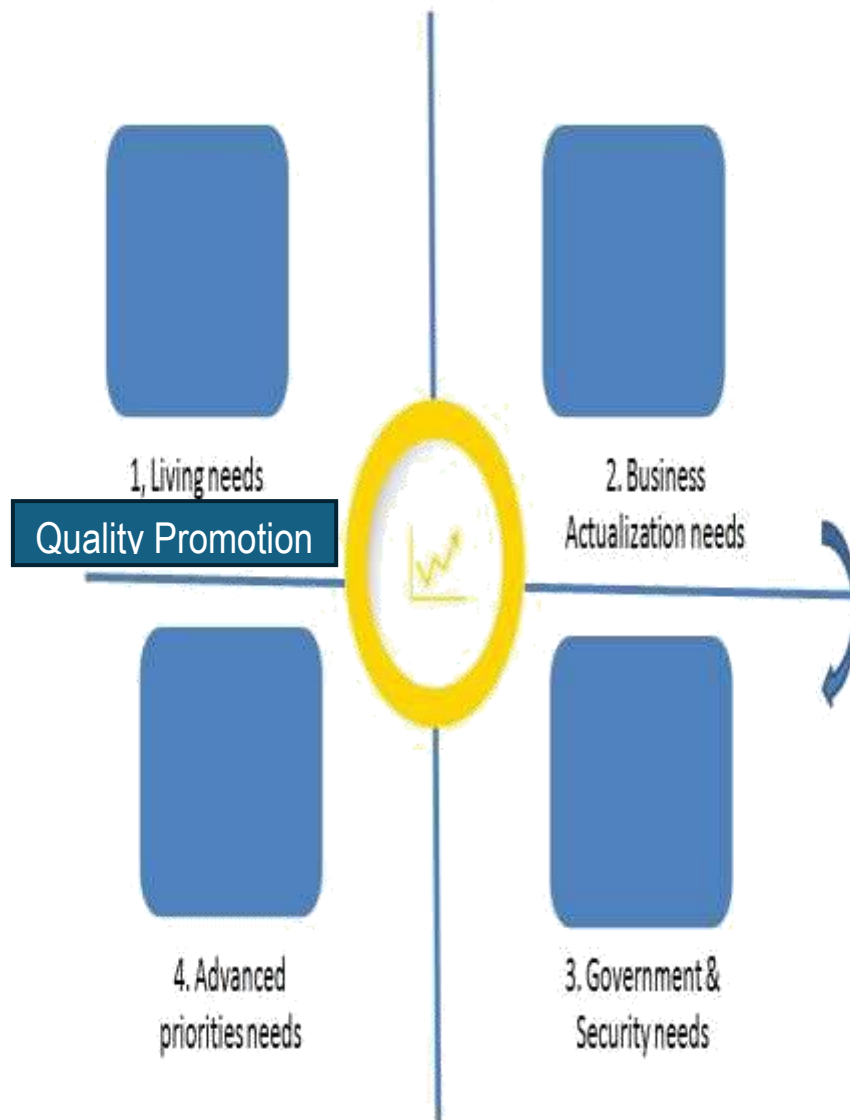 1, Living needs
2. Business
Actualization needs
Quality Promotion
4. Advanced
priorities needs
3. Government &
Security needs